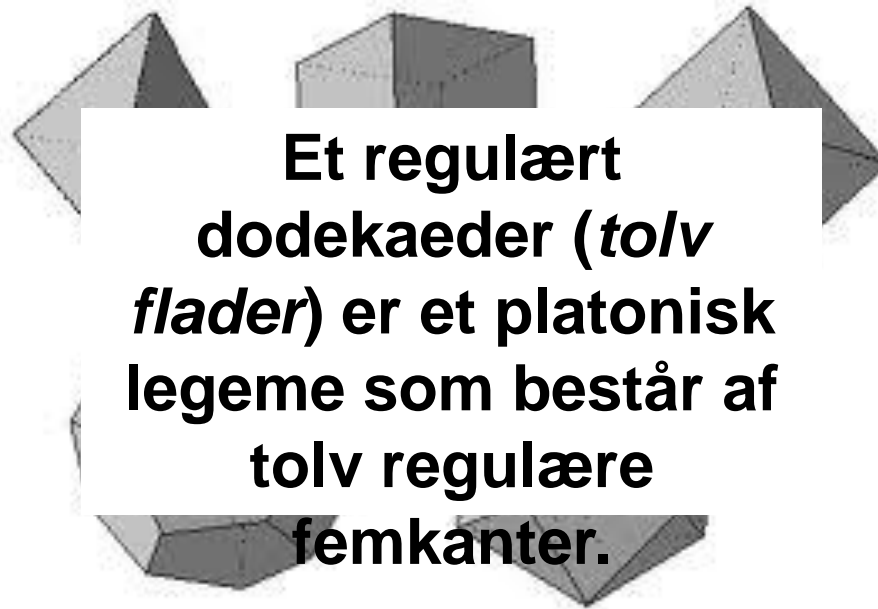 Et regulært
dodekaeder (tolv
flader) er et platonisk
legeme som består af
tolv regulære
femkanter.